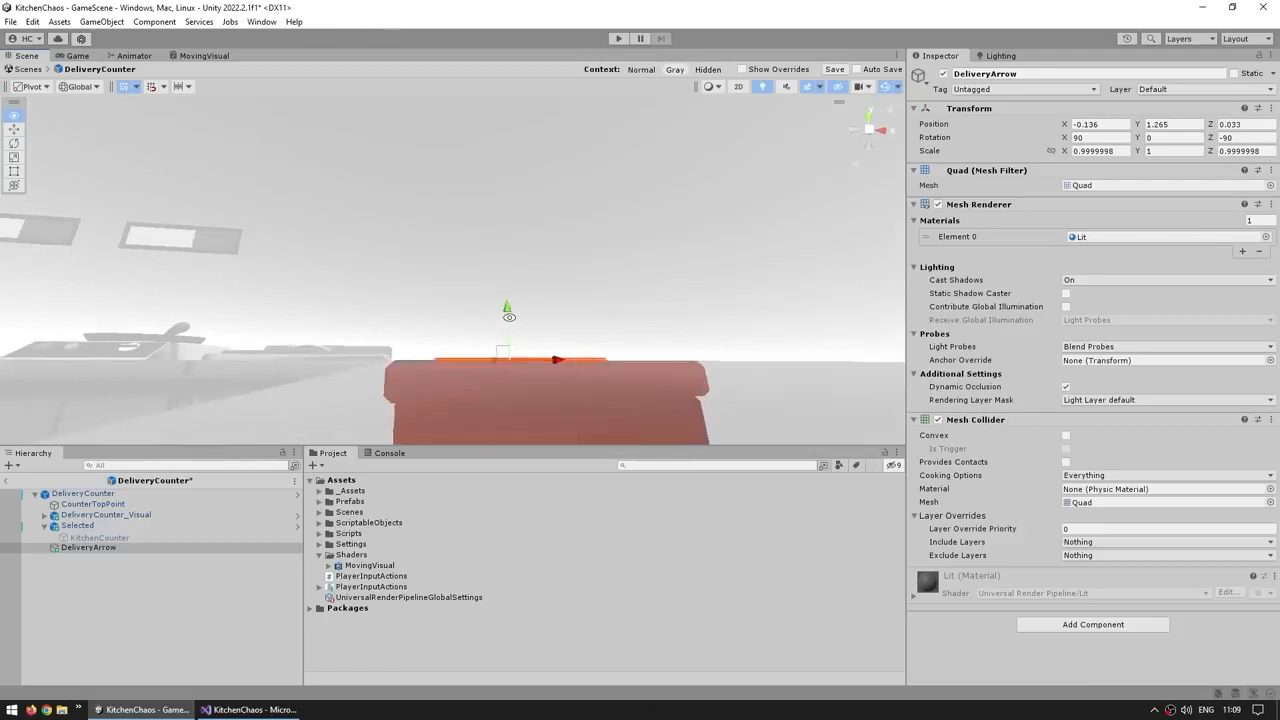 KitchenChaos - GameScene - Windows, Mac, Linux - Unity 2022.2.1f1* <DX11>
File Edit Assets GameObject Component Services Jobs Window Help
HC Layers Layout
Scene Game Animator MovingVisual
Scenes DeliveryCounter Context: Normal Gray Hidden Show Overrides Save Auto Save
Pivot Global 2D
y
Inspector Lighting
DeliveryArrow Static
Tag Untagged Layer Default
Transform
Position X -0.136 Y 1.265 Z 0.033
Rotation X 90 Y 0 Z -90
Scale X 0.9999998 Y 1 Z 0.9999998
Quad (Mesh Filter)
Mesh Quad
Mesh Renderer
Materials 1
Element 0 Lit
Lighting
Cast Shadows On
Static Shadow Caster
Contribute Global Illumination
Receive Global Illumination Light Probes
Probes
Light Probes Blend Probes
Anchor Override None (Transform)
Additional Settings
Dynamic Occlusion
Rendering Layer Mask Light Layer default
Mesh Collider
Convex
Is Trigger
Provides Contacts
Cooking Options Everything
Material None (Physic Material)
Mesh Quad
Layer Overrides
Layer Override Priority 0
Include Layers Nothing
Exclude Layers Nothing
Lit (Material)
Shader Universal Render Pipeline/Lit Edit...
Add Component
Hierarchy
All
DeliveryCounter*
DeliveryCounter
CounterTopPoint
DeliveryCounter_Visual
Selected
KitchenCounter
DeliveryArrow
Project Console
9
Assets
_Assets
Prefabs
Scenes
ScriptableObjects
Scripts
Settings
Shaders
MovingVisual
PlayerInputActions
PlayerInputActions
UniversalRenderPipelineGlobalSettings
Packages
KitchenChaos - Game... KitchenChaos - Micro... ENG 11:09